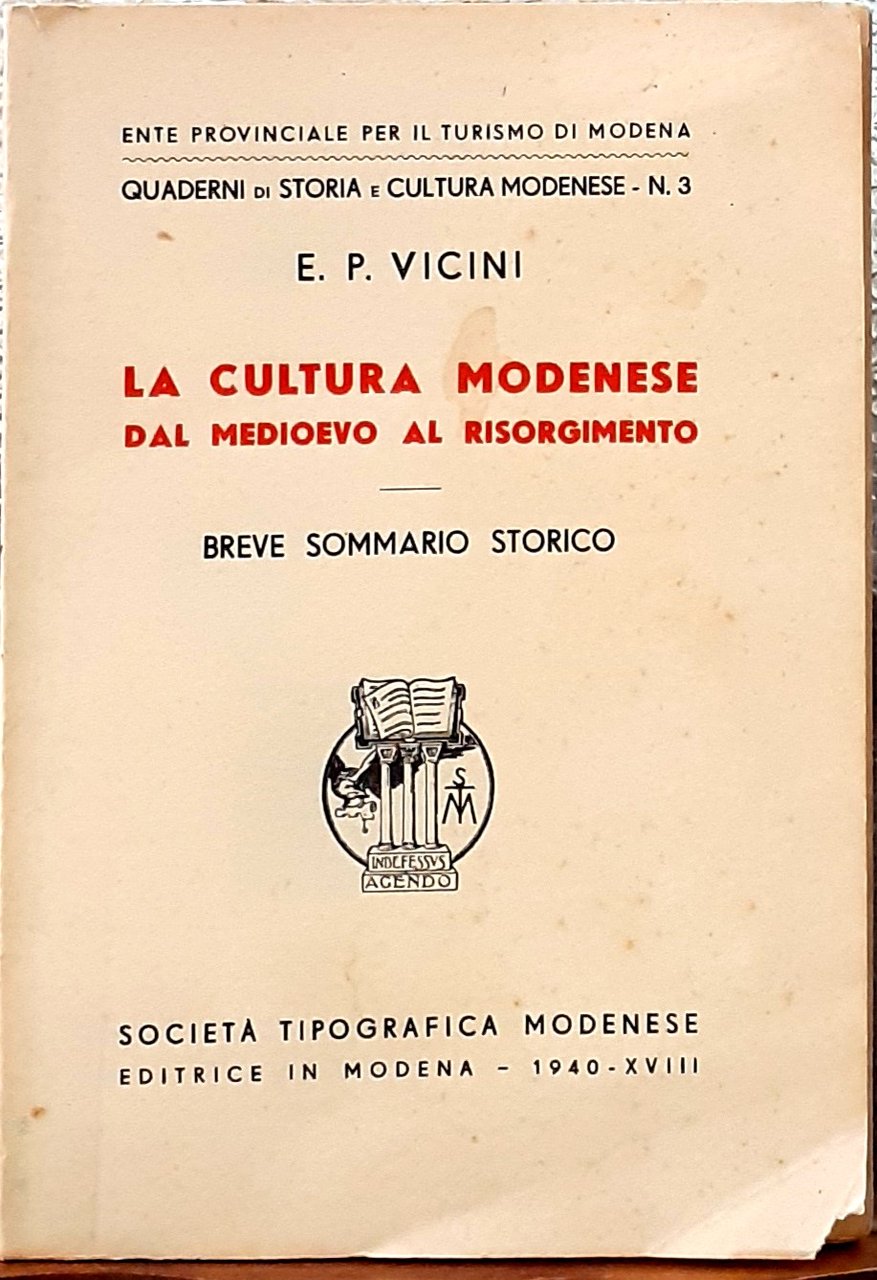 ENTE PROVINCIALE PER IL TURISMO DI MODENA
QUADERNI DI STORIA E CULTURA MODENESE - N. 3
E. P. VICINI
LA CULTURA MODENESE
DAL MEDIOEVO AL RISORGIMENTO
BREVE SOMMARIO STORICO
STM
INDEFESSVS
AGENDO
SOCIETÀ TIPOGRAFICA MODENESE
EDITRICE IN MODENA - 1940-XVIII